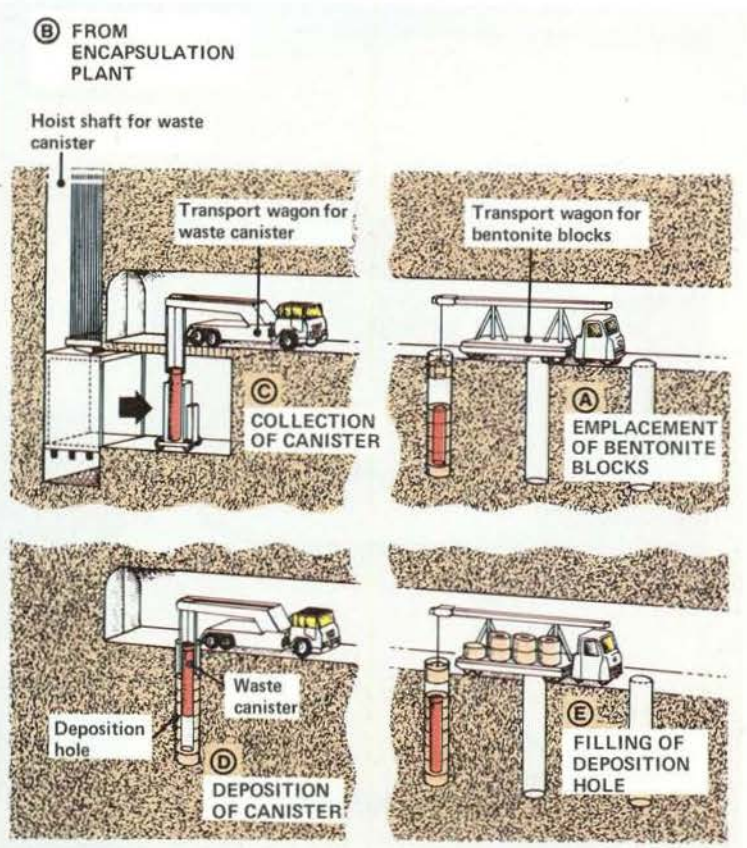 B FROM
ENCAPSULATION
PLANT
Hoist shaft for waste
canister
Transport wagon for
waste canister
C
COLLECTION
OF CANISTER
Transport wagon for
bentonite blocks
A
EMPLACEMENT
OF BENTONITE
BLOCKS
Waste
canister
Deposition
hole
D
DEPOSITION
OF CANISTER
E
FILLING OF
DEPOSITION
HOLE